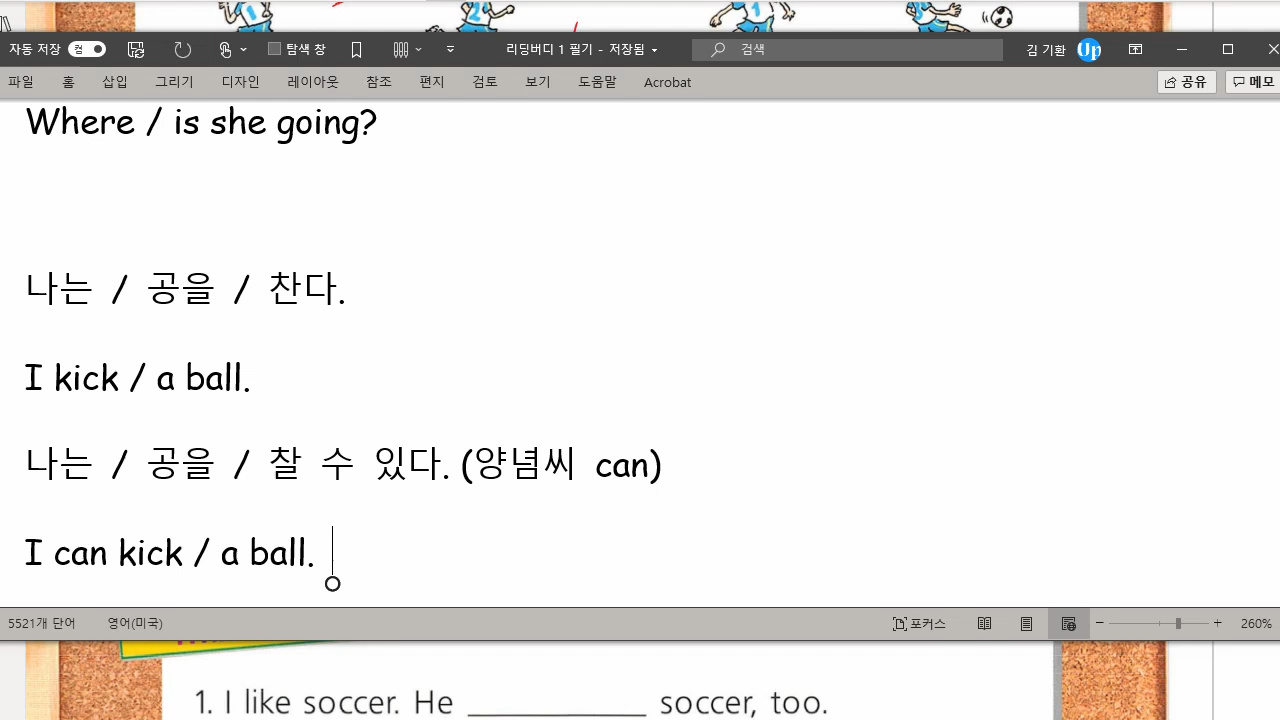 자동 저장 컴 탐색 창 리딩버디 1 필기 - 저장됨 검색 김 기환 Up
파일 홈 삽입 그리기 디자인 레이아웃 참조 편지 검토 보기 도움말 Acrobat 공유 메모
Where / is she going?
나는 / 공을 / 찬다.
I kick / a ball.
나는 / 공을 / 찰 수 있다. (양념씨 can)
I can kick / a ball.
5521개 단어 영어(미국) 포커스 260%
1. I like soccer. He ____________ soccer, too.